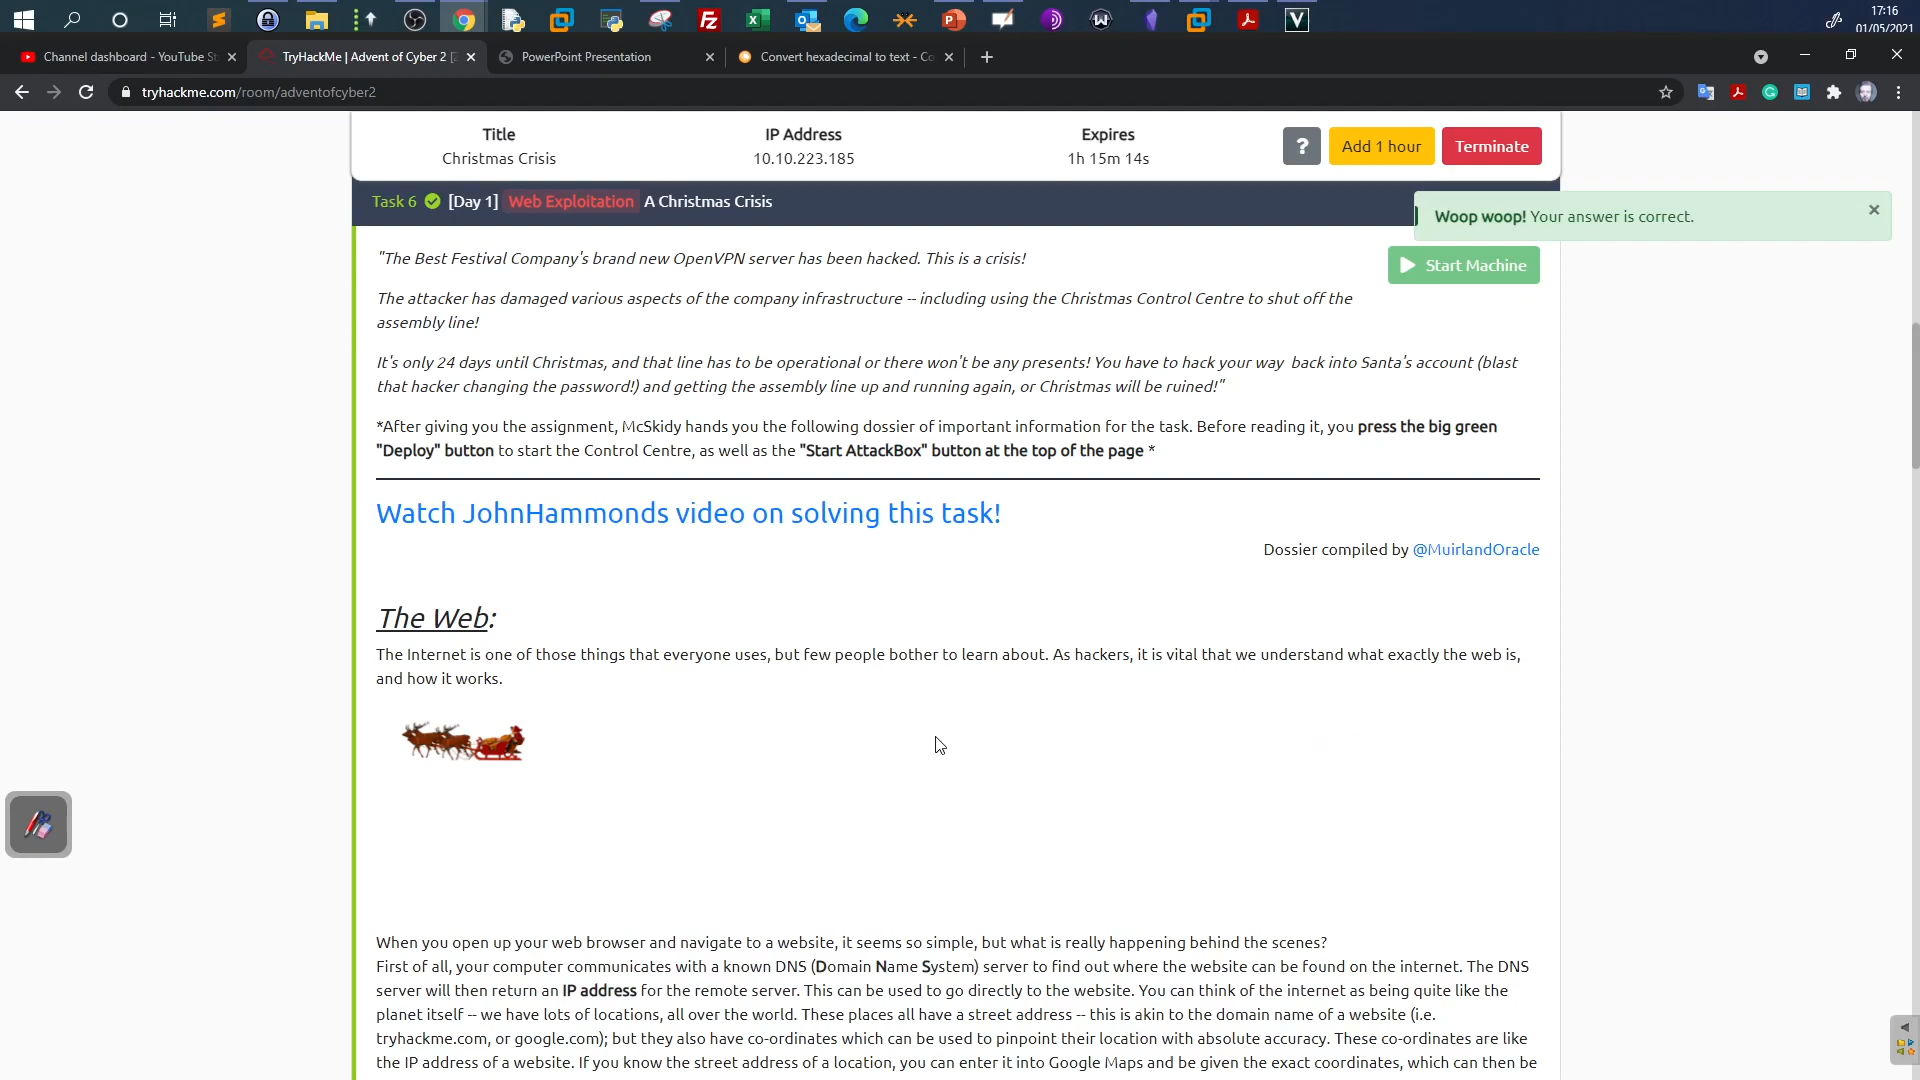 17:16
01/05/2021
Channel dashboard - YouTube St
TryHackMe | Advent of Cyber 2 [2
PowerPoint Presentation
Convert hexadecimal to text - Co
tryhackme.com/room/adventofcyber2
Title
IP Address
Expires
Christmas Crisis
10.10.223.185
1h 15m 14s
?
Add 1 hour
Terminate
Task 6 [Day 1] Web Exploitation A Christmas Crisis
Woop woop! Your answer is correct.
"The Best Festival Company's brand new OpenVPN server has been hacked. This is a crisis!
Start Machine
The attacker has damaged various aspects of the company infrastructure -- including using the Christmas Control Centre to shut off the
assembly line!
It's only 24 days until Christmas, and that line has to be operational or there won't be any presents! You have to hack your way back into Santa's account (blast
that hacker changing the password!) and getting the assembly line up and running again, or Christmas will be ruined!"
*After giving you the assignment, McSkidy hands you the following dossier of important information for the task. Before reading it, you press the big green
"Deploy" button to start the Control Centre, as well as the "Start AttackBox" button at the top of the page *
Watch JohnHammonds video on solving this task!
Dossier compiled by @MuirlandOracle
The Web:
The Internet is one of those things that everyone uses, but few people bother to learn about. As hackers, it is vital that we understand what exactly the web is,
and how it works.
When you open up your web browser and navigate to a website, it seems so simple, but what is really happening behind the scenes?
First of all, your computer communicates with a known DNS (Domain Name System) server to find out where the website can be found on the internet. The DNS
server will then return an IP address for the remote server. This can be used to go directly to the website. You can think of the internet as being quite like the
planet itself -- we have lots of locations, all over the world. These places all have a street address -- this is akin to the domain name of a website (i.e.
tryhackme.com, or google.com); but they also have co-ordinates which can be used to pinpoint their location with absolute accuracy. These co-ordinates are like
the IP address of a website. If you know the street address of a location, you can enter it into Google Maps and be given the exact coordinates, which can then be